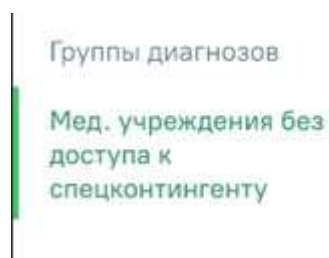 Группы диагнозов
Мед. учреждения без
доступа к
спецконтингенту